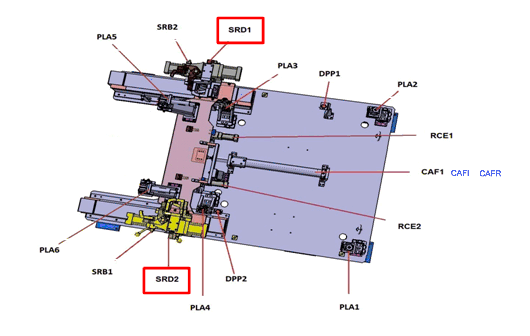 SRB2
SRD1
PLA5
PLA3
DPP1
PLA2
RCE1
CAF1 CAFI CAFR
RCE2
PLA6
SRB1
SRD2
DPP2
PLA4
PLA1